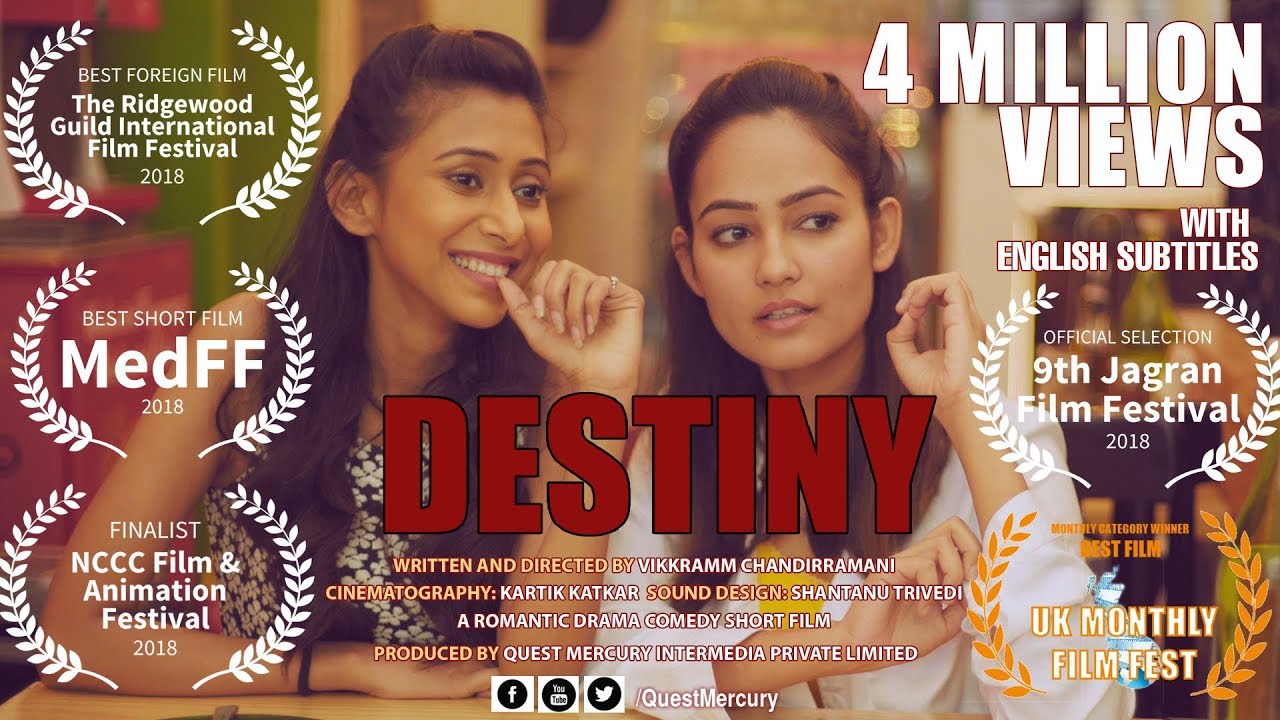 BEST FOREIGN FILM
The Ridgewood
Guild International
Film Festival
2018
BEST SHORT FILM
MedFF
2018
FINALIST
NCCC Film &
Animation
Festival
2018
4 MILLION
VIEWS
WITH
ENGLISH SUBTITLES
OFFICIAL SELECTION
9th Jagran
Film Festival
2018
MONTHLY CATEGORY WINNER
BEST FILM
UK MONTHLY
FILM FEST
DESTINY
WRITTEN AND DIRECTED BY VIKKRAMM CHANDIRRAMANI
CINEMATOGRAPHY: KARTIK KATKAR SOUND DESIGN: SHANTANU TRIVEDI
A ROMANTIC DRAMA COMEDY SHORT FILM
PRODUCED BY QUEST MERCURY INTERMEDIA PRIVATE LIMITED
f You Tube /QuestMercury